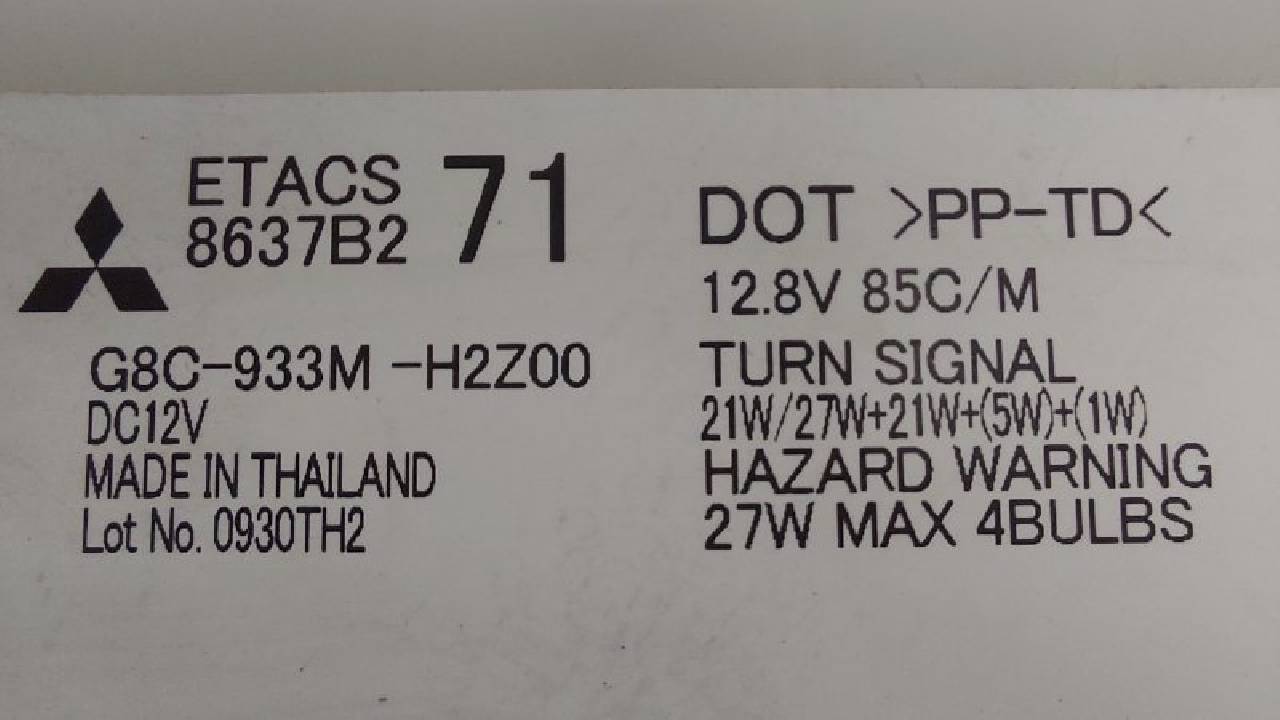 ETACS
8637B2 71
G8C-933M -H2Z00
DC12V
MADE IN THAILAND
Lot No. 0930TH2
DOT >PP-TD<
12.8V 85C/M
TURN SIGNAL
21W/27W+21W+(5W)+(1W)
HAZARD WARNING
27W MAX 4BULBS